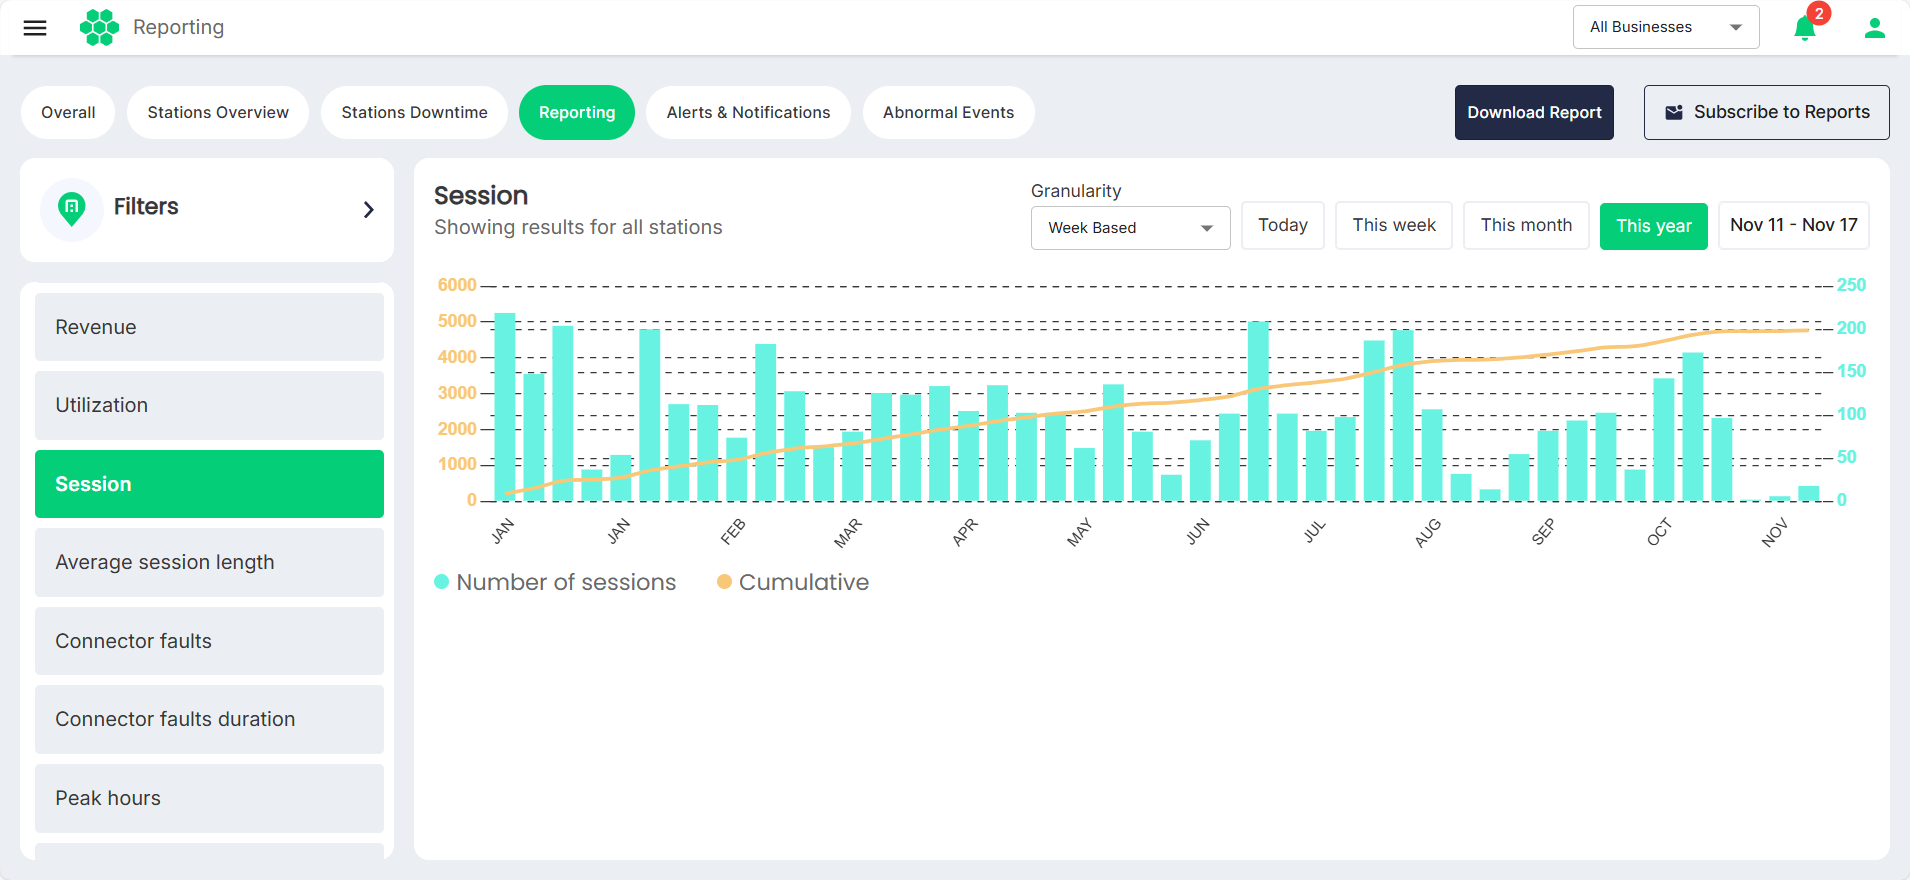 Reporting
All Businesses
2
Overall
Stations Overview
Stations Downtime
Reporting
Alerts & Notifications
Abnormal Events
Download Report
Subscribe to Reports
Filters
Revenue
Utilization
Session
Average session length
Connector faults
Connector faults duration
Peak hours
Session
Showing results for all stations
Granularity
Week Based
Today
This week
This month
This year
Nov 11 - Nov 17
6000
5000
4000
3000
2000
1000
0
250
200
150
100
50
0
JAN
JAN
FEB
MAR
APR
MAY
JUN
JUL
AUG
SEP
OCT
NOV
Number of sessions
Cumulative